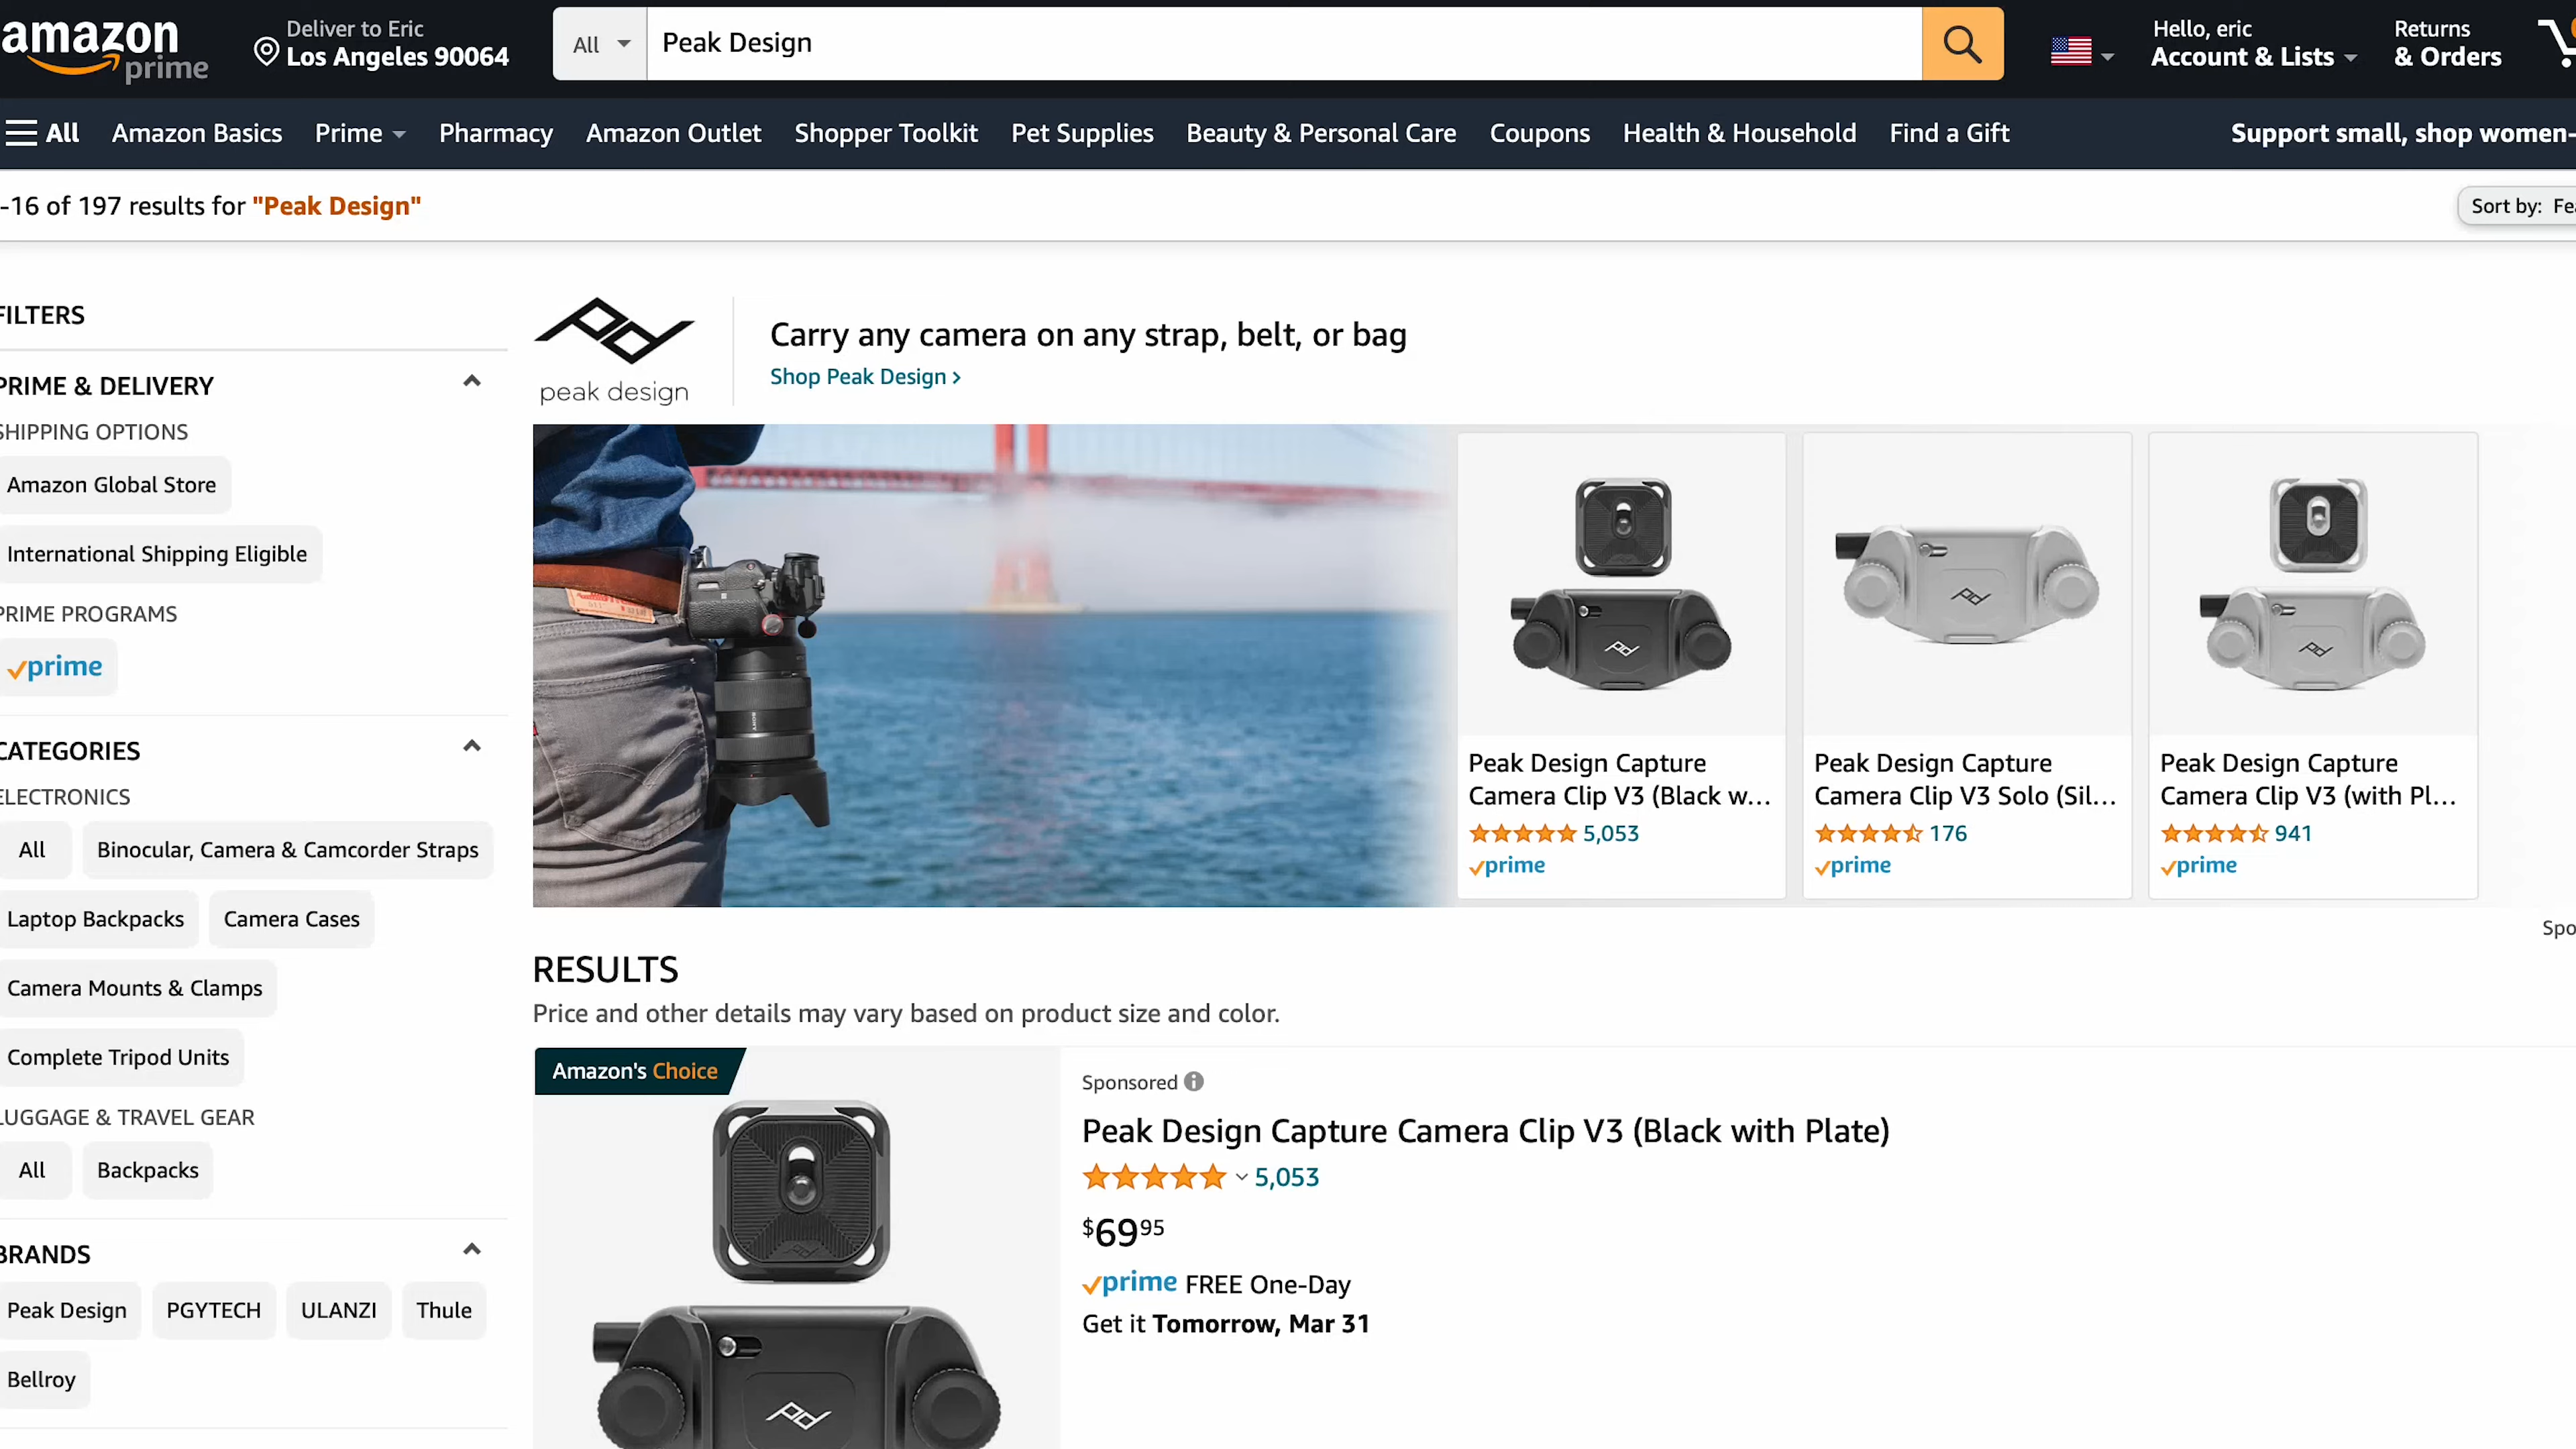 amazon
prime
Deliver to Eric
Los Angeles 90064
All
Peak Design
Hello, eric
Account & Lists
Returns
& Orders
All
Amazon Basics
Prime
Pharmacy
Amazon Outlet
Shopper Toolkit
Pet Supplies
Beauty & Personal Care
Coupons
Health & Household
Find a Gift
Support small, shop women-
-16 of 197 results for "Peak Design"
Sort by: Fea
FILTERS
PRIME & DELIVERY
SHIPPING OPTIONS
Amazon Global Store
International Shipping Eligible
PRIME PROGRAMS
prime
CATEGORIES
ELECTRONICS
All
Binocular, Camera & Camcorder Straps
Laptop Backpacks
Camera Cases
Camera Mounts & Clamps
Complete Tripod Units
LUGGAGE & TRAVEL GEAR
All
Backpacks
BRANDS
Peak Design
PGYTECH
ULANZI
Thule
Bellroy
peak design
Carry any camera on any strap, belt, or bag
Shop Peak Design ›
Peak Design Capture
Camera Clip V3 (Black w...
5,053
prime
Peak Design Capture
Camera Clip V3 Solo (Sil...
176
prime
Peak Design Capture
Camera Clip V3 (with Pl...
941
prime
Spo
RESULTS
Price and other details may vary based on product size and color.
Amazon's Choice
Sponsored
Peak Design Capture Camera Clip V3 (Black with Plate)
5,053
$69.95
prime FREE One-Day
Get it Tomorrow, Mar 31